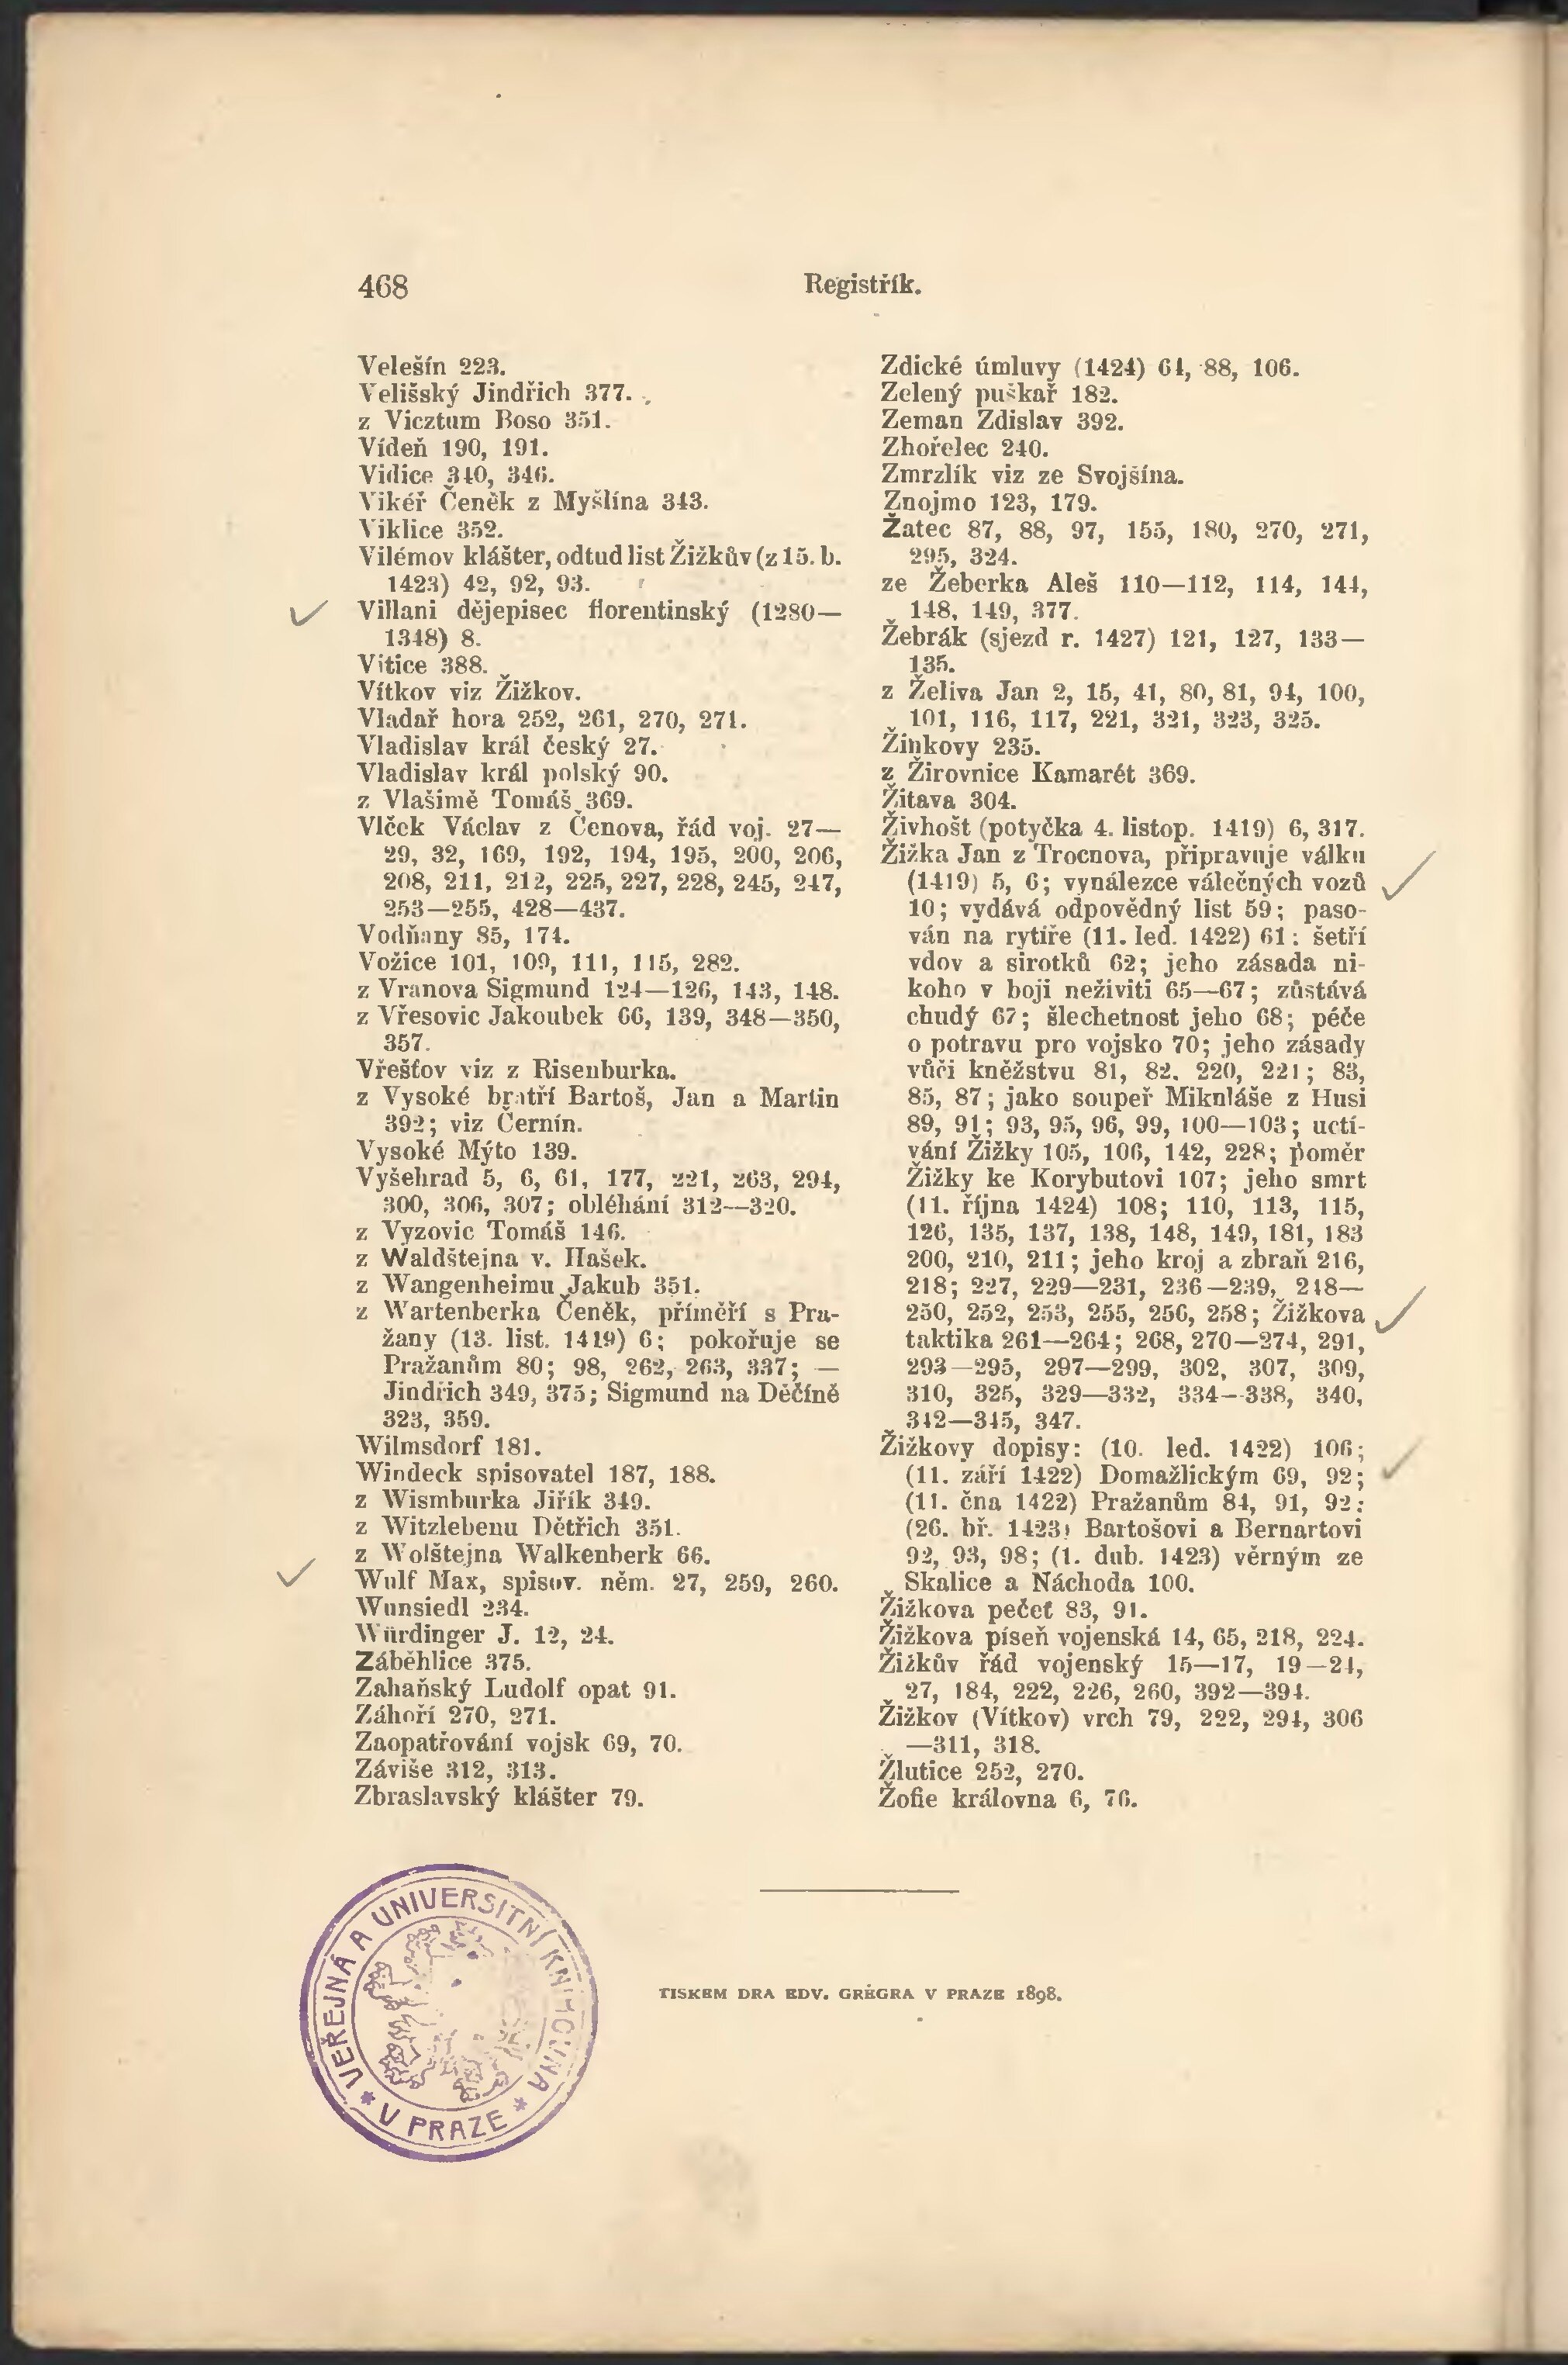 468
Registřík.
Velešín 223.
Velišský Jindřich 377.
z Vicztum Boso 351.
Vídeň 190, 191.
Vidice 340, 346.
Vikéř Čeněk z Myšlína 343.
Viklice 352.
Vilémov klášter, odtud list Žižkův (z 15. b.
1423) 42, 92, 93.
Villani dějepisec florentinský (1280—
1348) 8.
Vitice 388.
Vítkov viz Žižkov.
Vladař hora 252, 261, 270, 271.
Vladislav král český 27.
Vladislav král polský 90.
z Vlašimě Tomáš 369.
Vlček Václav z Čenova, řád voj. 27—
29, 32, 169, 192, 194, 195, 200, 206,
208, 211, 212, 225, 227, 228, 245, 247,
253—255, 428—437.
Vodňany 85, 174.
Vožice 101, 109, 111, 115, 282.
z Vranova Sigmund 124—126, 143, 148.
z Vřesovic Jakoubek 66, 139, 348—350,
357.
Vřešťov viz z Risenburka.
z Vysoké bratří Bartoš, Jan a Martin
392; viz Černín.
Vysoké Mýto 139.
Vyšehrad 5, 6, 61, 177, 221, 263, 294,
300, 306, 307; obléhání 312—320.
z Vyzovic Tomáš 146.
z Waldštejna v. Hašek.
z Wangenheimu Jakub 351.
z Wartenberka Čeněk, příměří s Pra-
žany (13. list. 1419) 6; pokořuje se
Pražanům 80; 98, 262, 263, 337; —
Jindřich 349, 375; Sigmund na Děčíně
323, 359.
Wilmsdorf 181.
Windeck spisovatel 187, 188.
z Wismburka Jiřík 349.
z Witzlebenu Dětřich 351.
z Wolštejna Walkenberk 66.
Wulf Max, spisov. něm. 27, 259, 260.
Wunsiedl 234.
Würdinger J. 12, 24.
Záběhlice 375.
Zahaňský Ludolf opat 91.
Záhoří 270, 271.
Zaopatřování vojsk 69, 70.
Záviše 312, 313.
Zbraslavský klášter 79.
Zdické úmluvy (1424) 64, 88, 106.
Zelený puškař 182.
Zeman Zdislav 392.
Zhořelec 240.
Zmrzlík viz ze Svojšína.
Znojmo 123, 179.
Žatec 87, 88, 97, 155, 180, 270, 271,
295, 324.
ze Žeberka Aleš 110—112, 114, 144,
148, 149, 377.
Žebrák (sjezd r. 1427) 121, 127, 133—
135.
z Želiva Jan 2, 15, 41, 80, 81, 94, 100,
101, 116, 117, 221, 321, 323, 325.
Žinkovy 235.
z Žirovnice Kamarét 369.
Žitava 304.
Živhošt (potyčka 4. listop. 1419) 6, 317.
Žižka Jan z Trocnova, připravuje válku
(1419) 5, 6; vynálezce válečných vozů
10; vydává odpovědný list 59; paso-
ván na rytíře (11. led. 1422) 61: šetří
vdov a sirotků 62; jeho zásada ni-
koho v boji neživiti 65—67; zůstává
chudý 67; šlechetnost jeho 68; péče
o potravu pro vojsko 70; jeho zásady
vůči kněžstvu 81, 82, 220, 221; 83,
85, 87; jako soupeř Mikuláše z Husi
89, 91; 93, 95, 96, 99, 100—103; uctí-
vání Žižky 105, 106, 142, 228; poměr
Žižky ke Korybutovi 107; jeho smrt
(11. října 1424) 108; 110, 113, 115,
126, 135, 137, 138, 148, 149, 181, 183
200, 210, 211; jeho kroj a zbraň 216,
218; 227, 229—231, 236—239, 248—
250, 252, 253, 255, 256, 258; Žižkova
taktika 261—264; 268, 270—274, 291,
293—295, 297—299, 302, 307, 309,
310, 325, 329—332, 334—338, 340,
342—345, 347.
Žižkovy dopisy: (10. led. 1422) 106;
(11. září 1422) Domažlickým 69, 92;
(11. čna 1422) Pražanům 84, 91, 92;
(26. bř. 1423) Bartošovi a Bernartovi
92, 93, 98; (1. dub. 1423) věrným ze
Skalice a Náchoda 100.
Žižkova pečeť 83, 91.
Žižkova píseň vojenská 14, 65, 218, 224.
Žižkův řád vojenský 15—17, 19—24,
27, 184, 222, 226, 260, 392—394.
Žižkov (Vítkov) vrch 79, 222, 294, 306
—311, 318.
Žlutice 252, 270.
Žofie královna 6, 76.
VEŘEJNÁ A UNIVERSITNÍ KNIHOVNA
* V PRAZE *
TISKEM DRA EDV. GRÉGRA V PRAZE 1898.